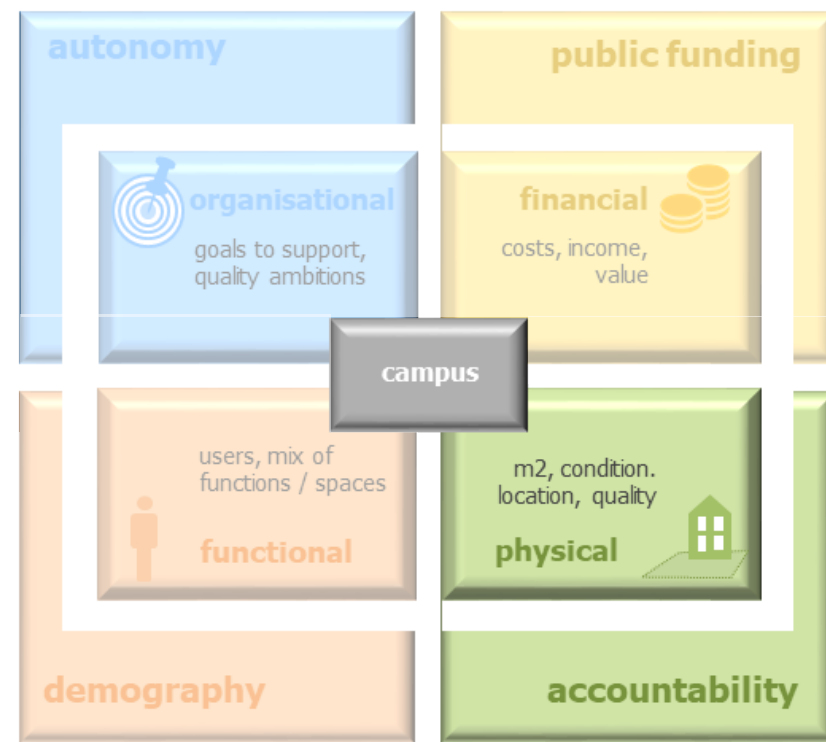 autonomy
public funding
organisational
goals to support,
quality ambitions
financial
costs, income,
value
campus
users, mix of
functions / spaces
functional
m2, condition.
location, quality
physical
demography
accountability